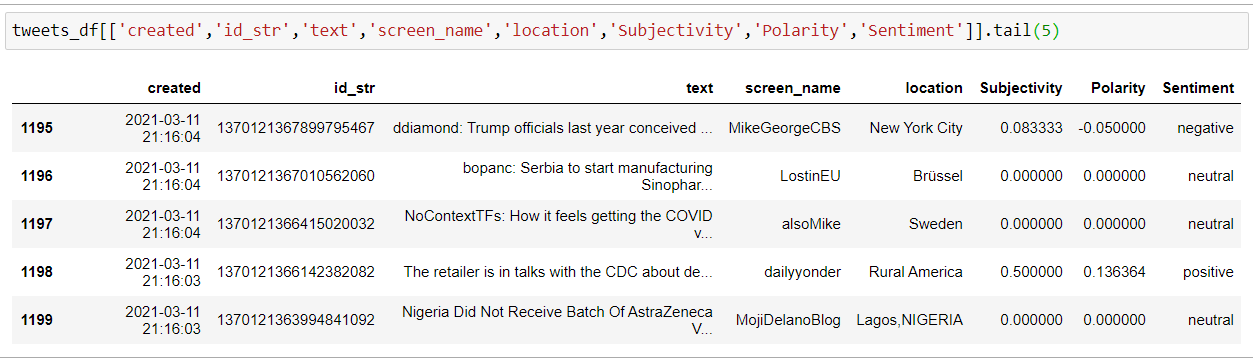 tweets_df[['created','id_str','text','screen_name','location','Subjectivity','Polarity','Sentiment']].tail(5)
created id_str text screen_name location Subjectivity Polarity Sentiment
1195 2021-03-11 21:16:04 1370121367899795467 ddiamond: Trump officials last year conceived ... MikeGeorgeCBS New York City 0.083333 -0.050000 negative
1196 2021-03-11 21:16:04 1370121367010562060 bopanc: Serbia to start manufacturing Sinophar... LostinEU Brüssel 0.000000 0.000000 neutral
1197 2021-03-11 21:16:04 1370121366415020032 NoContextTFs: How it feels getting the COVID v... alsoMike Sweden 0.000000 0.000000 neutral
1198 2021-03-11 21:16:03 1370121366142382082 The retailer is in talks with the CDC about de... dailyyonder Rural America 0.500000 0.136364 positive
1199 2021-03-11 21:16:03 1370121363994841092 Nigeria Did Not Receive Batch Of AstraZeneca V... MojiDelanoBlog Lagos,NIGERIA 0.000000 0.000000 neutral